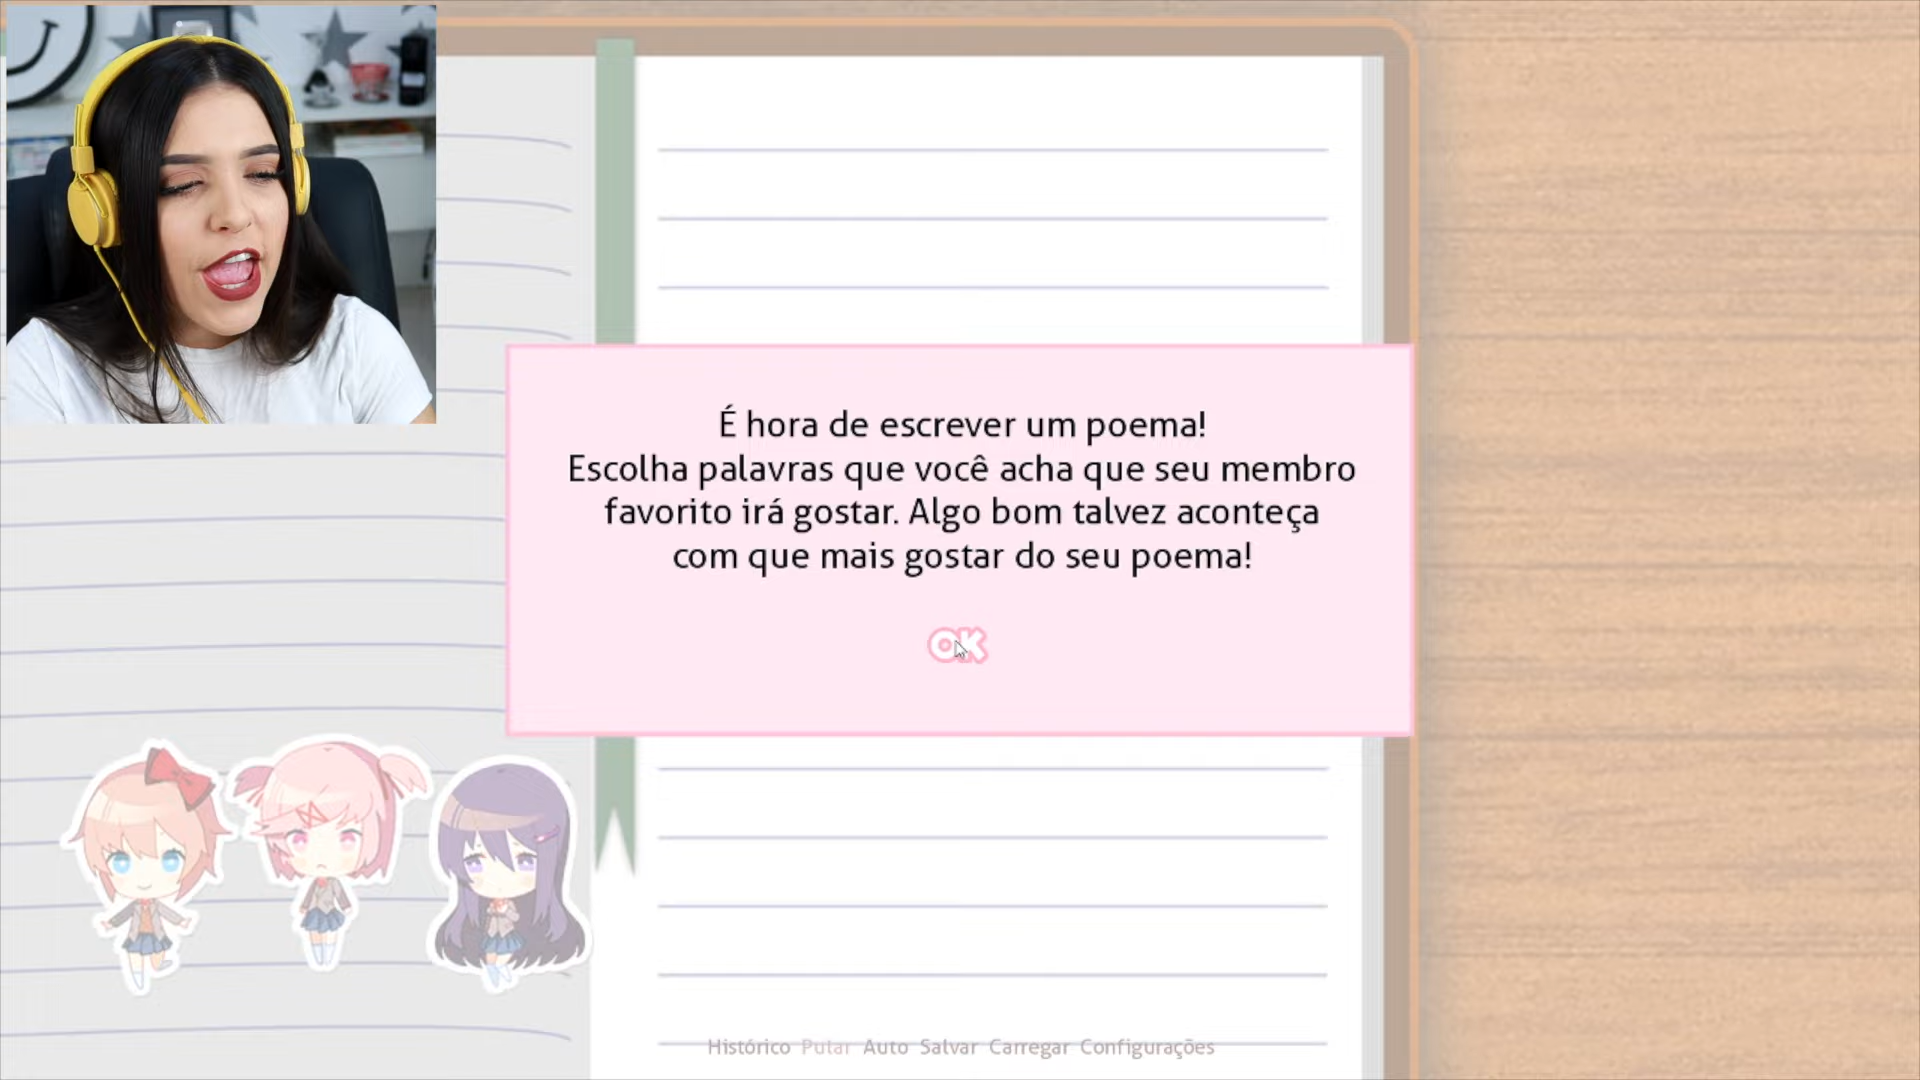 É hora de escrever um poema!
Escolha palavras que você acha que seu membro
favorito irá gostar. Algo bom talvez aconteça
com que mais gostar do seu poema!
OK
Histórico Pular Auto Salvar Carregar Configurações